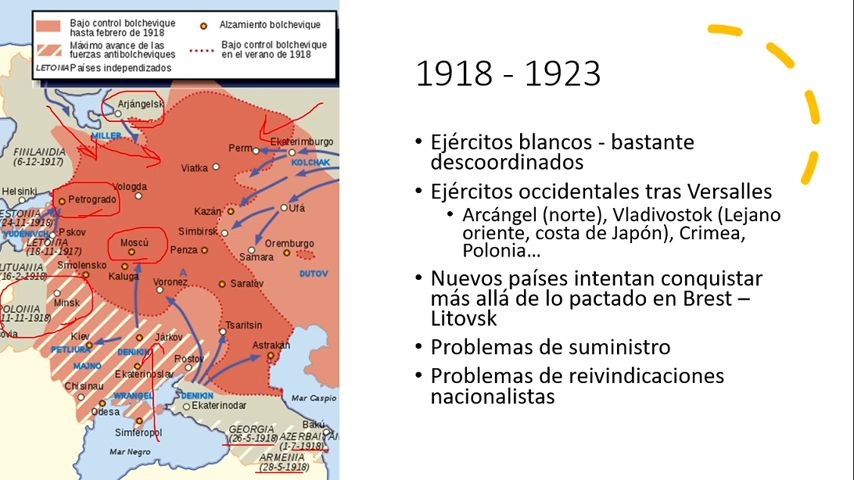 Bajo control bolchevique
hasta febrero de 1918
Alzamiento bolchevique
Máximo avance de las
fuerzas antibolcheviques
Bajo control bolchevique
en el verano de 1918
LETONIA Países independizados
Arjángelsk
MILLER
FINLANDIA
(6-12-1917)
Perm
Ekaterimburgo
KOLCHAK
Viatka
Helsinki
Vologda
Petrogrado
Kazán
Ufá
ESTONIA
(24-11-1918)
YUDENIVCH
Pskov
Simbirsk
LETONIA
(18-11-1917)
Moscú
Penza
Oremburgo
Samara
Smolensko
Kaluga
DUTOV
LITUANIA
(16-2-1918)
Voronez
Saratov
Minsk
POLONIA
(11-11-1918)
Tsaritsin
Kiev
Járkov
PETLIURA
DENIKIN
Astrakán
MAJNO
Rostov
Ekaterinoslav
Chisinau
WRANGEL
DENIKIN
Mar Caspio
Odesa
Ekaterinodar
Simferopol
GEORGIA
(26-5-1918)
Bakú
AZERBAIYÁN
(1-7-1918)
Mar Negro
ARMENIA
(28-5-1918)
1918 - 1923
• Ejércitos blancos - bastante
descoordinados
• Ejércitos occidentales tras Versalles
• Arcángel (norte), Vladivostok (Lejano
oriente, costa de Japón), Crimea,
Polonia…
• Nuevos países intentan conquistar
más allá de lo pactado en Brest –
Litovsk
• Problemas de suministro
• Problemas de reivindicaciones
nacionalistas